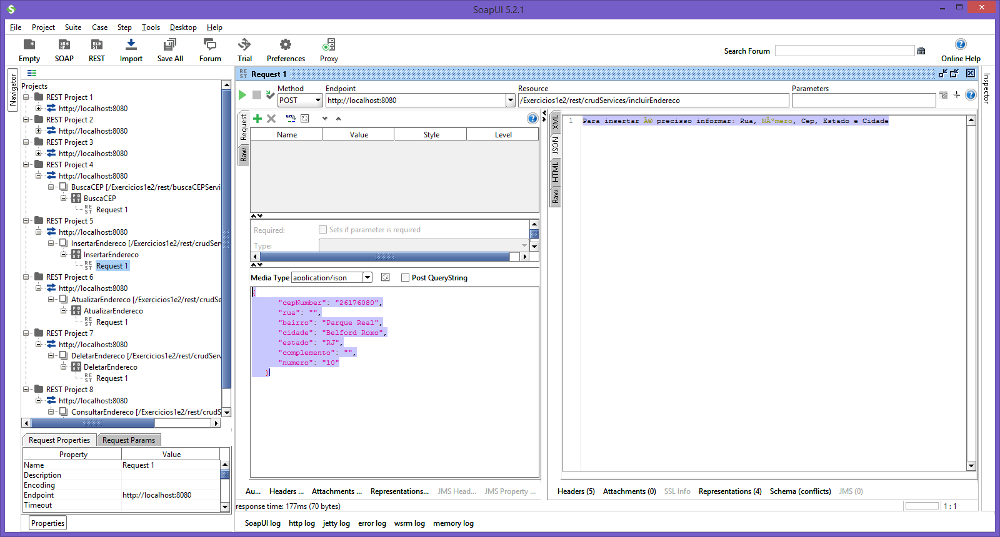 SoapUI 5.2.1
File Project Suite Case Step Tools Desktop Help
Empty SOAP REST Import Save All Forum Trial Preferences Proxy
Search Forum
Online Help
Navigator
Projects
REST Project 1
http://localhost:8080
REST Project 2
http://localhost:8080
REST Project 3
http://localhost:8080
REST Project 4
http://localhost:8080
BuscaCEP [/Exercicios1e2/rest/buscaCEPServi
BuscaCEP
Request 1
REST Project 5
http://localhost:8080
InsertarEndereco [/Exercicios1e2/rest/crudSer
InsertarEndereco
Request 1
REST Project 6
http://localhost:8080
AtualizarEndereco [/Exercicios1e2/rest/crudSe
AtualizarEndereco
Request 1
REST Project 7
http://localhost:8080
DeletarEndereco [/Exercicios1e2/rest/crudServ
DeletarEndereco
Request 1
REST Project 8
http://localhost:8080
ConsultarEndereco [/Exercicios1e2/rest/crudS
Request Properties Request Params
Property Value
Name Request 1
Description
Encoding
Endpoint http://localhost:8080
Timeout
Properties
Request 1
Method Endpoint Resource Parameters
POST http://localhost:8080 /Exercicios1e2/rest/crudServices/incluirEndereco
Request
Raw
Name Value Style Level
Required: Sets if parameter is required
Type:
Media Type application/json Post QueryString
{
"cepNumber": "26176080",
"rua": "",
"bairro": "Parque Real",
"cidade": "Belford Roxo",
"estado": "RJ",
"complemento": "",
"numero": "10"
}
Au... Headers ... Attachments ... Representations... JMS Head... JMS Property ...
XML
JSON
HTML
Raw
1 Para insertar Ã© precisso informar: Rua, NÃºmero, Cep, Estado e Cidade
Headers (5) Attachments (0) SSL Info Representations (4) Schema (conflicts) JMS (0)
Inspector
response time: 177ms (70 bytes)
1 : 1
SoapUI log http log jetty log error log wsrm log memory log